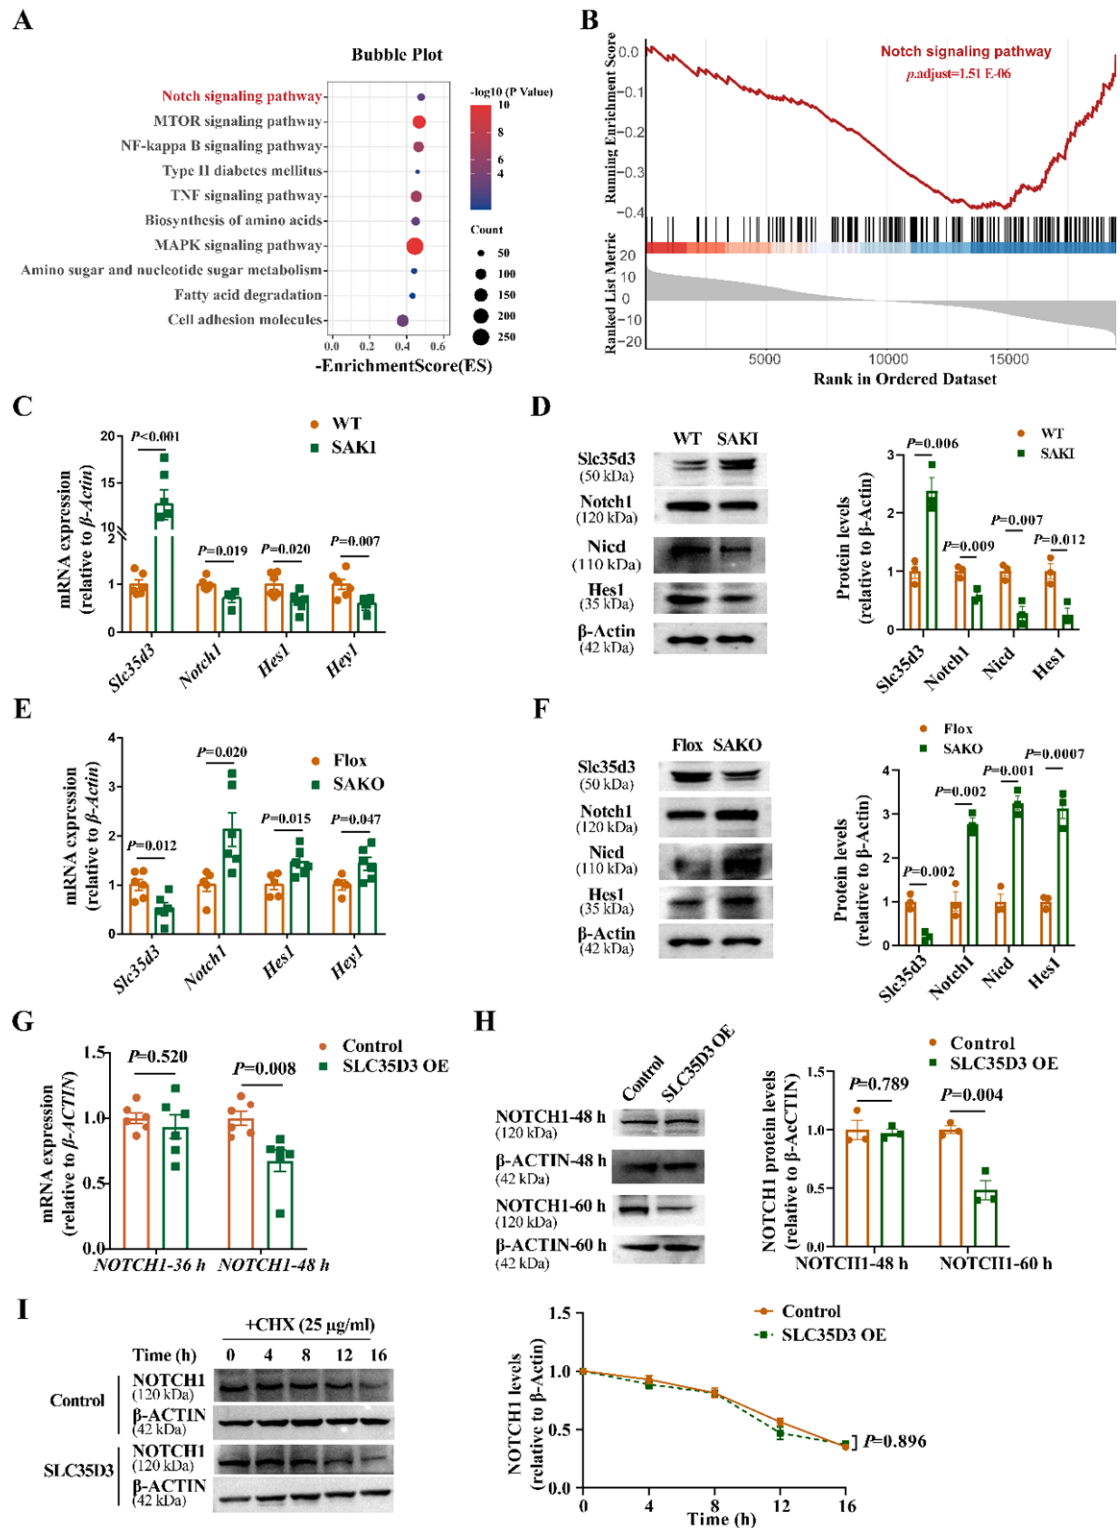 A
Bubble Plot
Notch signaling pathway
MTOR signaling pathway
NF-kappa B signaling pathway
Type II diabetes mellitus
TNF signaling pathway
Biosynthesis of amino acids
MAPK signaling pathway
Amino sugar and nucleotide sugar metabolism
Fatty acid degradation
Cell adhesion molecules
0.0 0.2 0.4 0.6
-EnrichmentScore(ES)
-log10 (P Value)
10
8
6
4
Count
50
100
150
200
250
B
Running Enrichment Score
0.0
−0.1
−0.2
−0.3
−0.4
Notch signaling pathway
p.adjust=1.51 E-06
Ranked List Metric
20
10
0
−10
−20
5000 10000 15000
Rank in Ordered Dataset
C
WT
SAK1
mRNA expression
(relative to β-Actin)
20
15
10
2
1
0
P<0.001
P=0.019
P=0.020
P=0.007
Slc35d3 Notch1 Hes1 Hey1
D
WT SAKI
Slc35d3
(50 kDa)
Notch1
(120 kDa)
Nicd
(110 kDa)
Hes1
(35 kDa)
β-Actin
(42 kDa)
WT
SAKI
Protein levels
(relative to β-Actin)
3
2
1
0
P=0.006
P=0.009
P=0.007
P=0.012
Slc35d3 Notch1 Nicd Hes1
E
Flox
SAKO
mRNA expression
(relative to β-Actin)
4
3
2
1
0
P=0.012
P=0.020
P=0.015
P=0.047
Slc35d3 Notch1 Hes1 Hey1
F
Flox SAKO
Slc35d3
(50 kDa)
Notch1
(120 kDa)
Nicd
(110 kDa)
Hes1
(35 kDa)
β-Actin
(42 kDa)
Flox
SAKO
Protein levels
(relative to β-Actin)
4
3
2
1
0
P=0.002
P=0.002
P=0.001
P=0.0007
Slc35d3 Notch1 Nicd Hes1
G
Control
SLC35D3 OE
mRNA expression
(relative to β-ACTIN)
1.5
1.0
0.5
0.0
P=0.520
P=0.008
NOTCH1-36 h NOTCH1-48 h
H
Control SLC35D3 OE
NOTCH1-48 h
(120 kDa)
β-ACTIN-48 h
(42 kDa)
NOTCH1-60 h
(120 kDa)
β-ACTIN-60 h
(42 kDa)
Control
SLC35D3 OE
NOTCH1 protein levels
(relative to β-AcCTIN)
1.5
1.0
0.5
0.0
P=0.789
P=0.004
NOTCII1-48 h NOTCII1-60 h
I
+CHX (25 μg/ml)
Time (h) 0 4 8 12 16
Control
NOTCH1
(120 kDa)
β-ACTIN
(42 kDa)
SLC35D3
NOTCH1
(120 kDa)
β-ACTIN
(42 kDa)
Control
SLC35D3 OE
NOTCH1 levels
(relative to β-Actin)
1.5
1.0
0.5
0.0
P=0.896
0 4 8 12 16
Time (h)